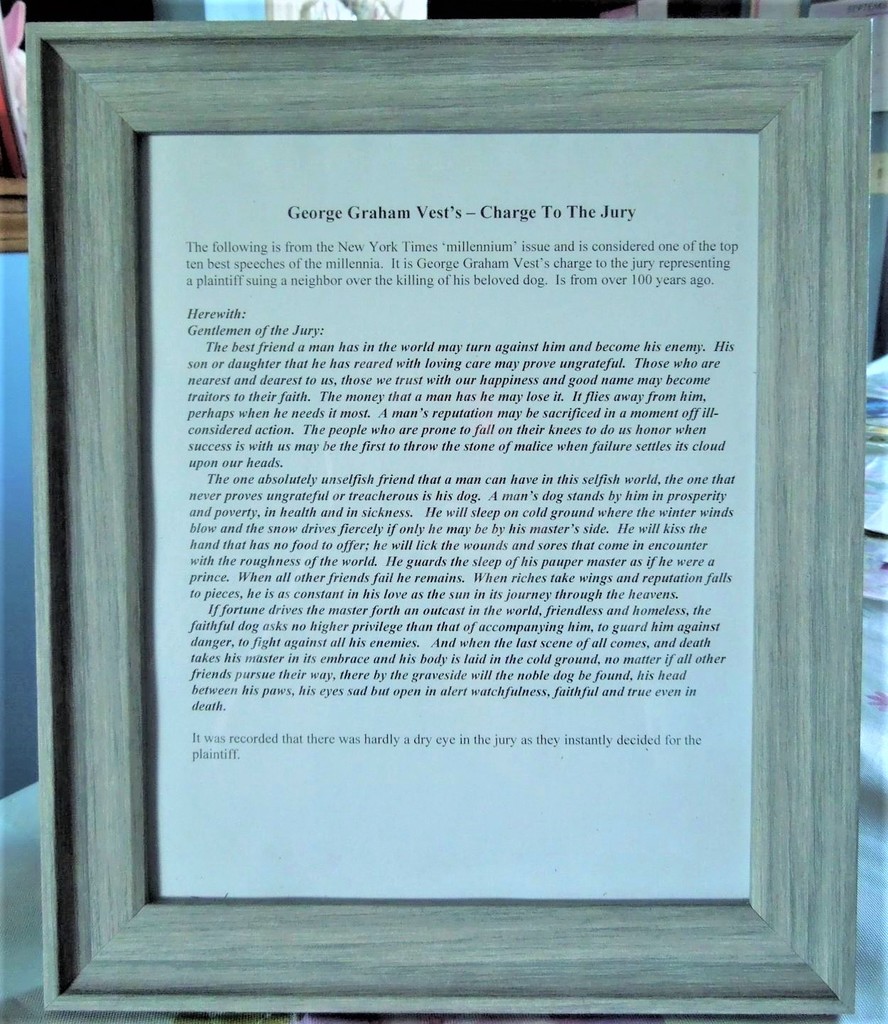 George Graham Vest's – Charge To The Jury
The following is from the New York Times 'millennium' issue and is considered one of the top
ten best speeches of the millennia. It is George Graham Vest's charge to the jury representing
a plaintiff suing a neighbor over the killing of his beloved dog. Is from over 100 years ago.
Herewith:
Gentlemen of the Jury:
The best friend a man has in the world may turn against him and become his enemy. His
son or daughter that he has reared with loving care may prove ungrateful. Those who are
nearest and dearest to us, those we trust with our happiness and good name may become
traitors to their faith. The money that a man has he may lose it. It flies away from him,
perhaps when he needs it most. A man's reputation may be sacrificed in a moment off ill-
considered action. The people who are prone to fall on their knees to do us honor when
success is with us may be the first to throw the stone of malice when failure settles its cloud
upon our heads.
The one absolutely unselfish friend that a man can have in this selfish world, the one that
never proves ungrateful or treacherous is his dog. A man's dog stands by him in prosperity
and poverty, in health and in sickness. He will sleep on cold ground where the winter winds
blow and the snow drives fiercely if only he may be by his master's side. He will kiss the
hand that has no food to offer; he will lick the wounds and sores that come in encounter
with the roughness of the world. He guards the sleep of his pauper master as if he were a
prince. When all other friends fail he remains. When riches take wings and reputation falls
to pieces, he is as constant in his love as the sun in its journey through the heavens.
If fortune drives the master forth an outcast in the world, friendless and homeless, the
faithful dog asks no higher privilege than that of accompanying him, to guard him against
danger, to fight against all his enemies. And when the last scene of all comes, and death
takes his master in its embrace and his body is laid in the cold ground, no matter if all other
friends pursue their way, there by the graveside will the noble dog be found, his head
between his paws, his eyes sad but open in alert watchfulness, faithful and true even in
death.
It was recorded that there was hardly a dry eye in the jury as they instantly decided for the
plaintiff.